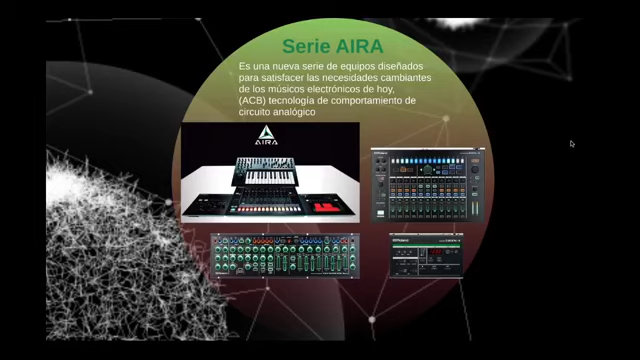 Serie AIRA
Es una nueva serie de equipos diseñados
para satisfacer las necesidades cambiantes
de los músicos electrónicos de hoy,
(ACB) tecnología de comportamiento de
circuito analógico
AIRA